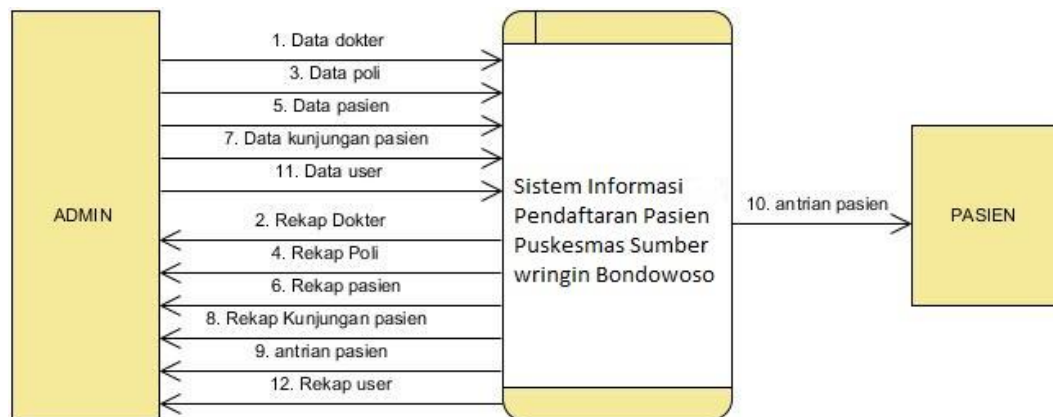 ADMIN
1. Data dokter
3. Data poli
5. Data pasien
7. Data kunjungan pasien
11. Data user
2. Rekap Dokter
4. Rekap Poli
6. Rekap pasien
8. Rekap Kunjungan pasien
9. antrian pasien
12. Rekap user
Sistem Informasi
Pendaftaran Pasien
Puskesmas Sumber
wringin Bondowoso
10. antrian pasien
PASIEN